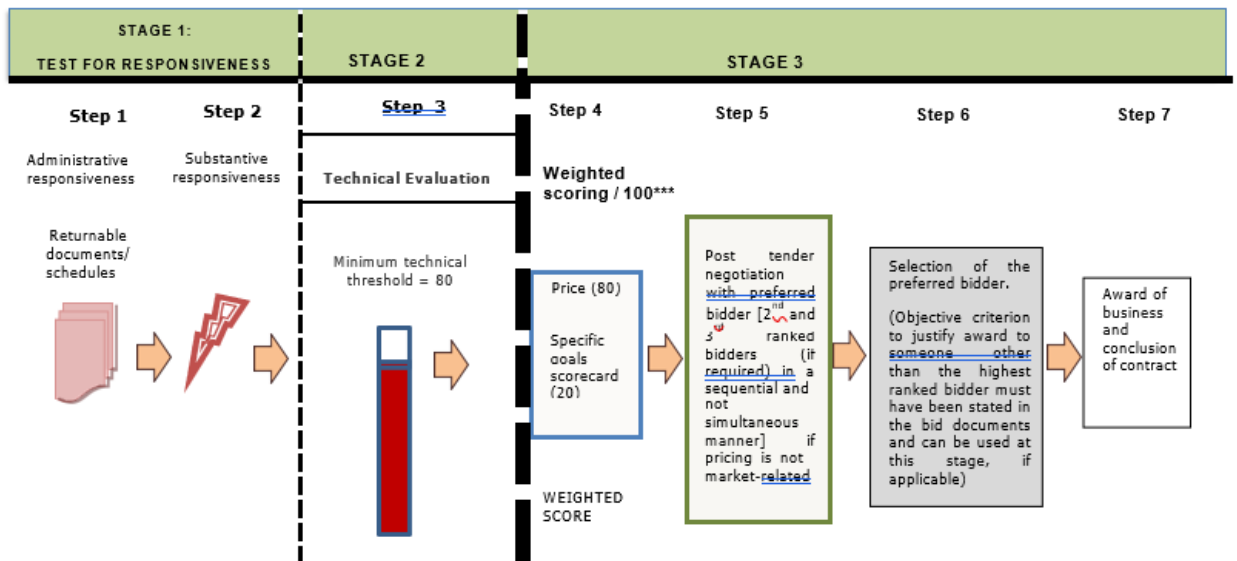 STAGE 1:
TEST FOR RESPONSIVENESS
STAGE 2
STAGE 3
Step 1
Administrative
responsiveness
Returnable
documents/
schedules
Step 2
Substantive
responsiveness
Step 3
Technical Evaluation
Minimum technical
threshold = 80
Step 4
Weighted
scoring / 100***
Price (80)
Specific
goals
scorecard
(20)
WEIGHTED
SCORE
Step 5
Post tender
negotiation
with preferred
bidder [2nd and
3rd ranked
bidders (if
required) in a
sequential and
not
simultaneous
manner] if
pricing is not
market-related
Step 6
Selection of the
preferred bidder.
(Objective criterion
to justify award to
someone other
than the highest
ranked bidder must
have been stated in
the bid documents
and can be used at
this stage, if
applicable)
Step 7
Award of
business and
conclusion
of contract